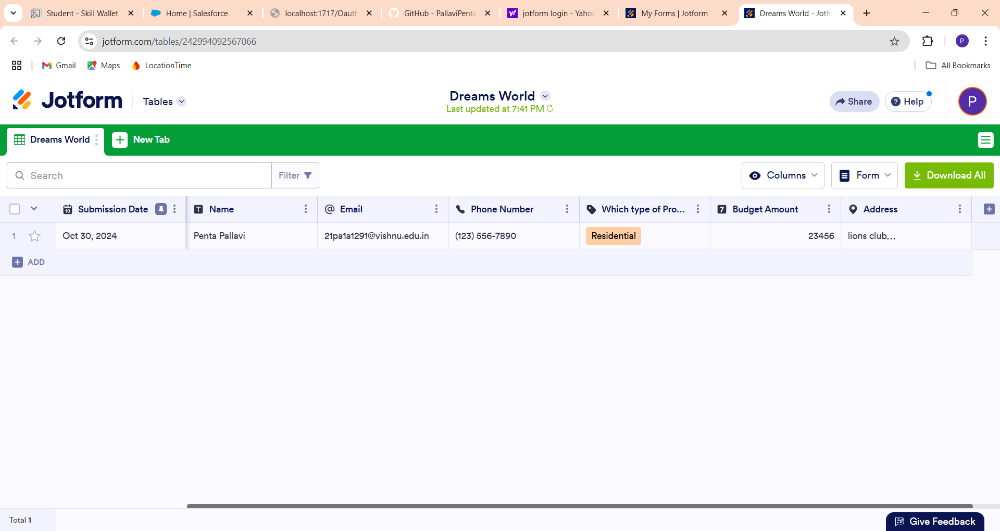 Student - Skill Wallet
Home | Salesforce
localhost:1717/Oauth
GitHub - PallaviPenta
y! jotform login - Yahoo
My Forms | Jotform
Dreams World - Jotfo
jotform.com/tables/242994092567066
P
Gmail
Maps
LocationTime
All Bookmarks
Jotform
Tables
Dreams World
Last updated at 7:41 PM
Share
? Help
P
Dreams World
New Tab
Search
Filter
Columns
Form
Download All
10 Submission Date
T Name
@ Email
Phone Number
Which type of Pro...
7 Budget Amount
Address
1
Oct 30, 2024
Penta Pallavi
21pa1a1291@vishnu.edu.in
(123) 556-7890
Residential
23456
lions club...
+ ADD
Total 1
Give Feedback